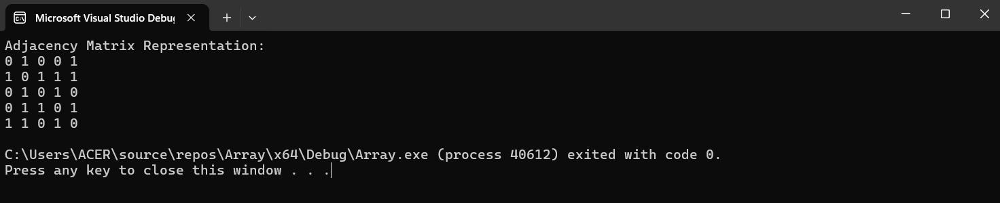 Microsoft Visual Studio Debu
Adjacency Matrix Representation:
0 1 0 0 1
1 0 1 1 1
0 1 0 1 0
0 1 1 0 1
1 1 0 1 0
C:\Users\ACER\source\repos\Array\x64\Debug\Array.exe (process 40612) exited with code 0.
Press any key to close this window . . .